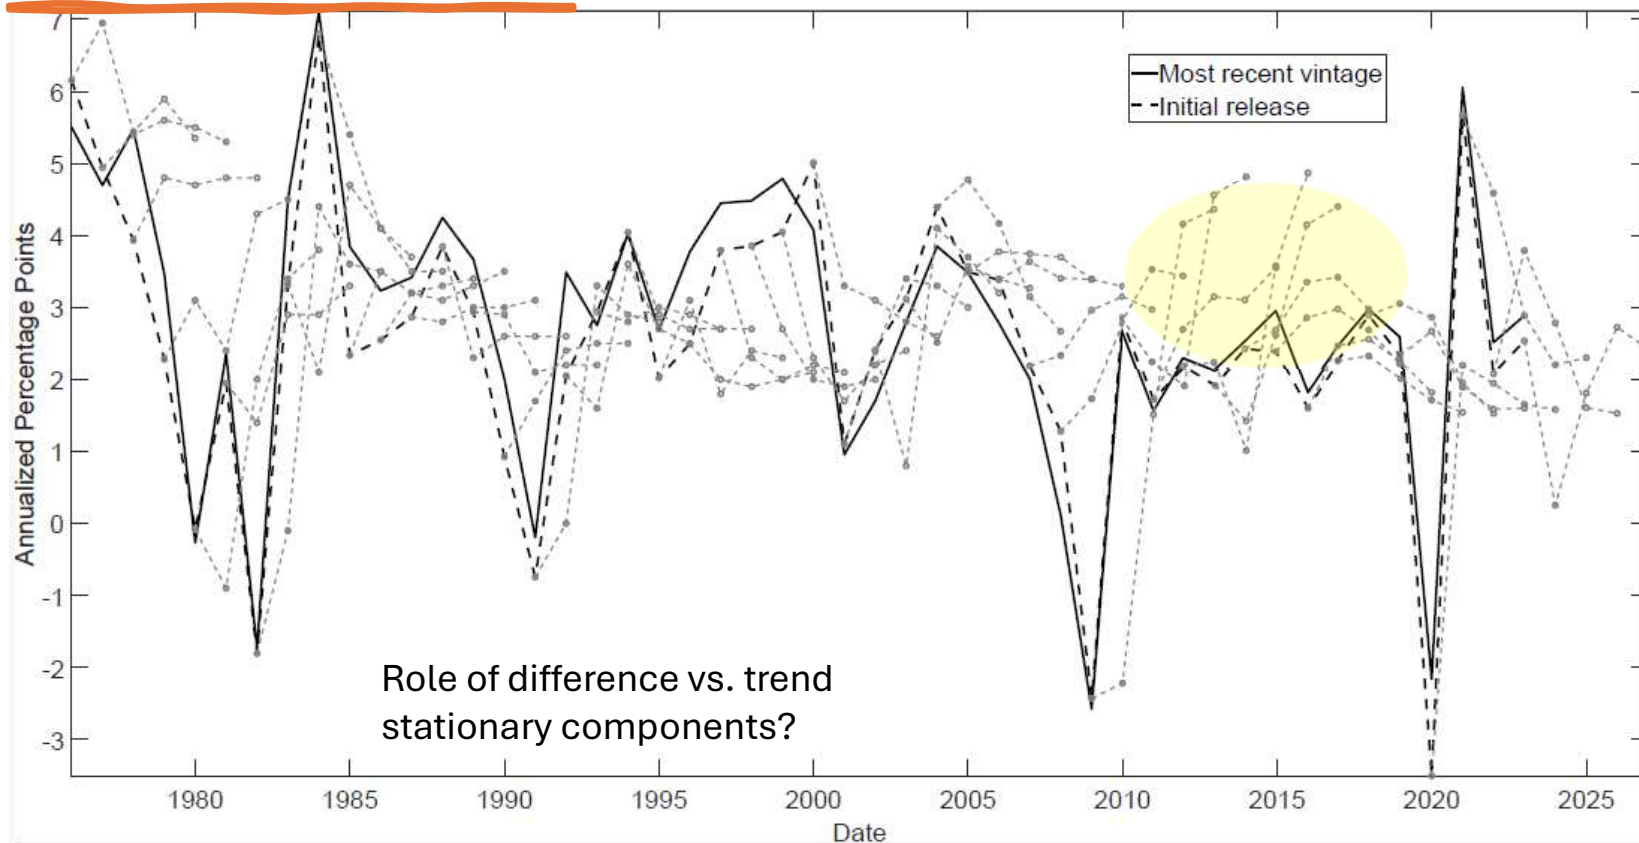 7
6
5
4
3
2
1
0
-1
-2
-3
Annualized Percentage Points
Most recent vintage
Initial release
Role of difference vs. trend
stationary components?
1980 1985 1990 1995 2000 2005 2010 2015 2020 2025
Date